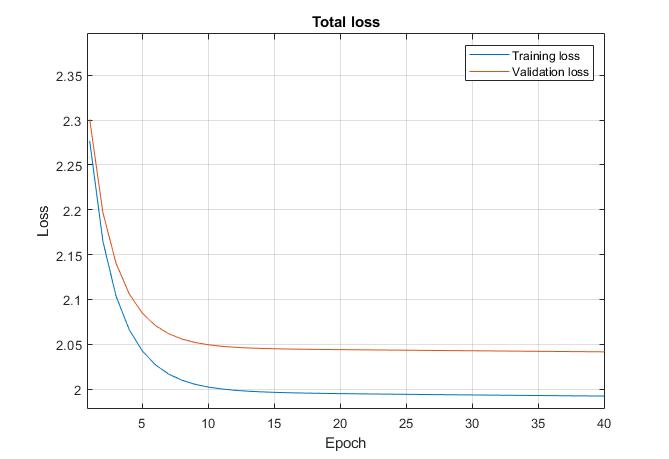 Total loss
Training loss
Validation loss
2.35
2.3
2.25
2.2
2.15
2.1
2.05
2
Loss
5 10 15 20 25 30 35 40
Epoch